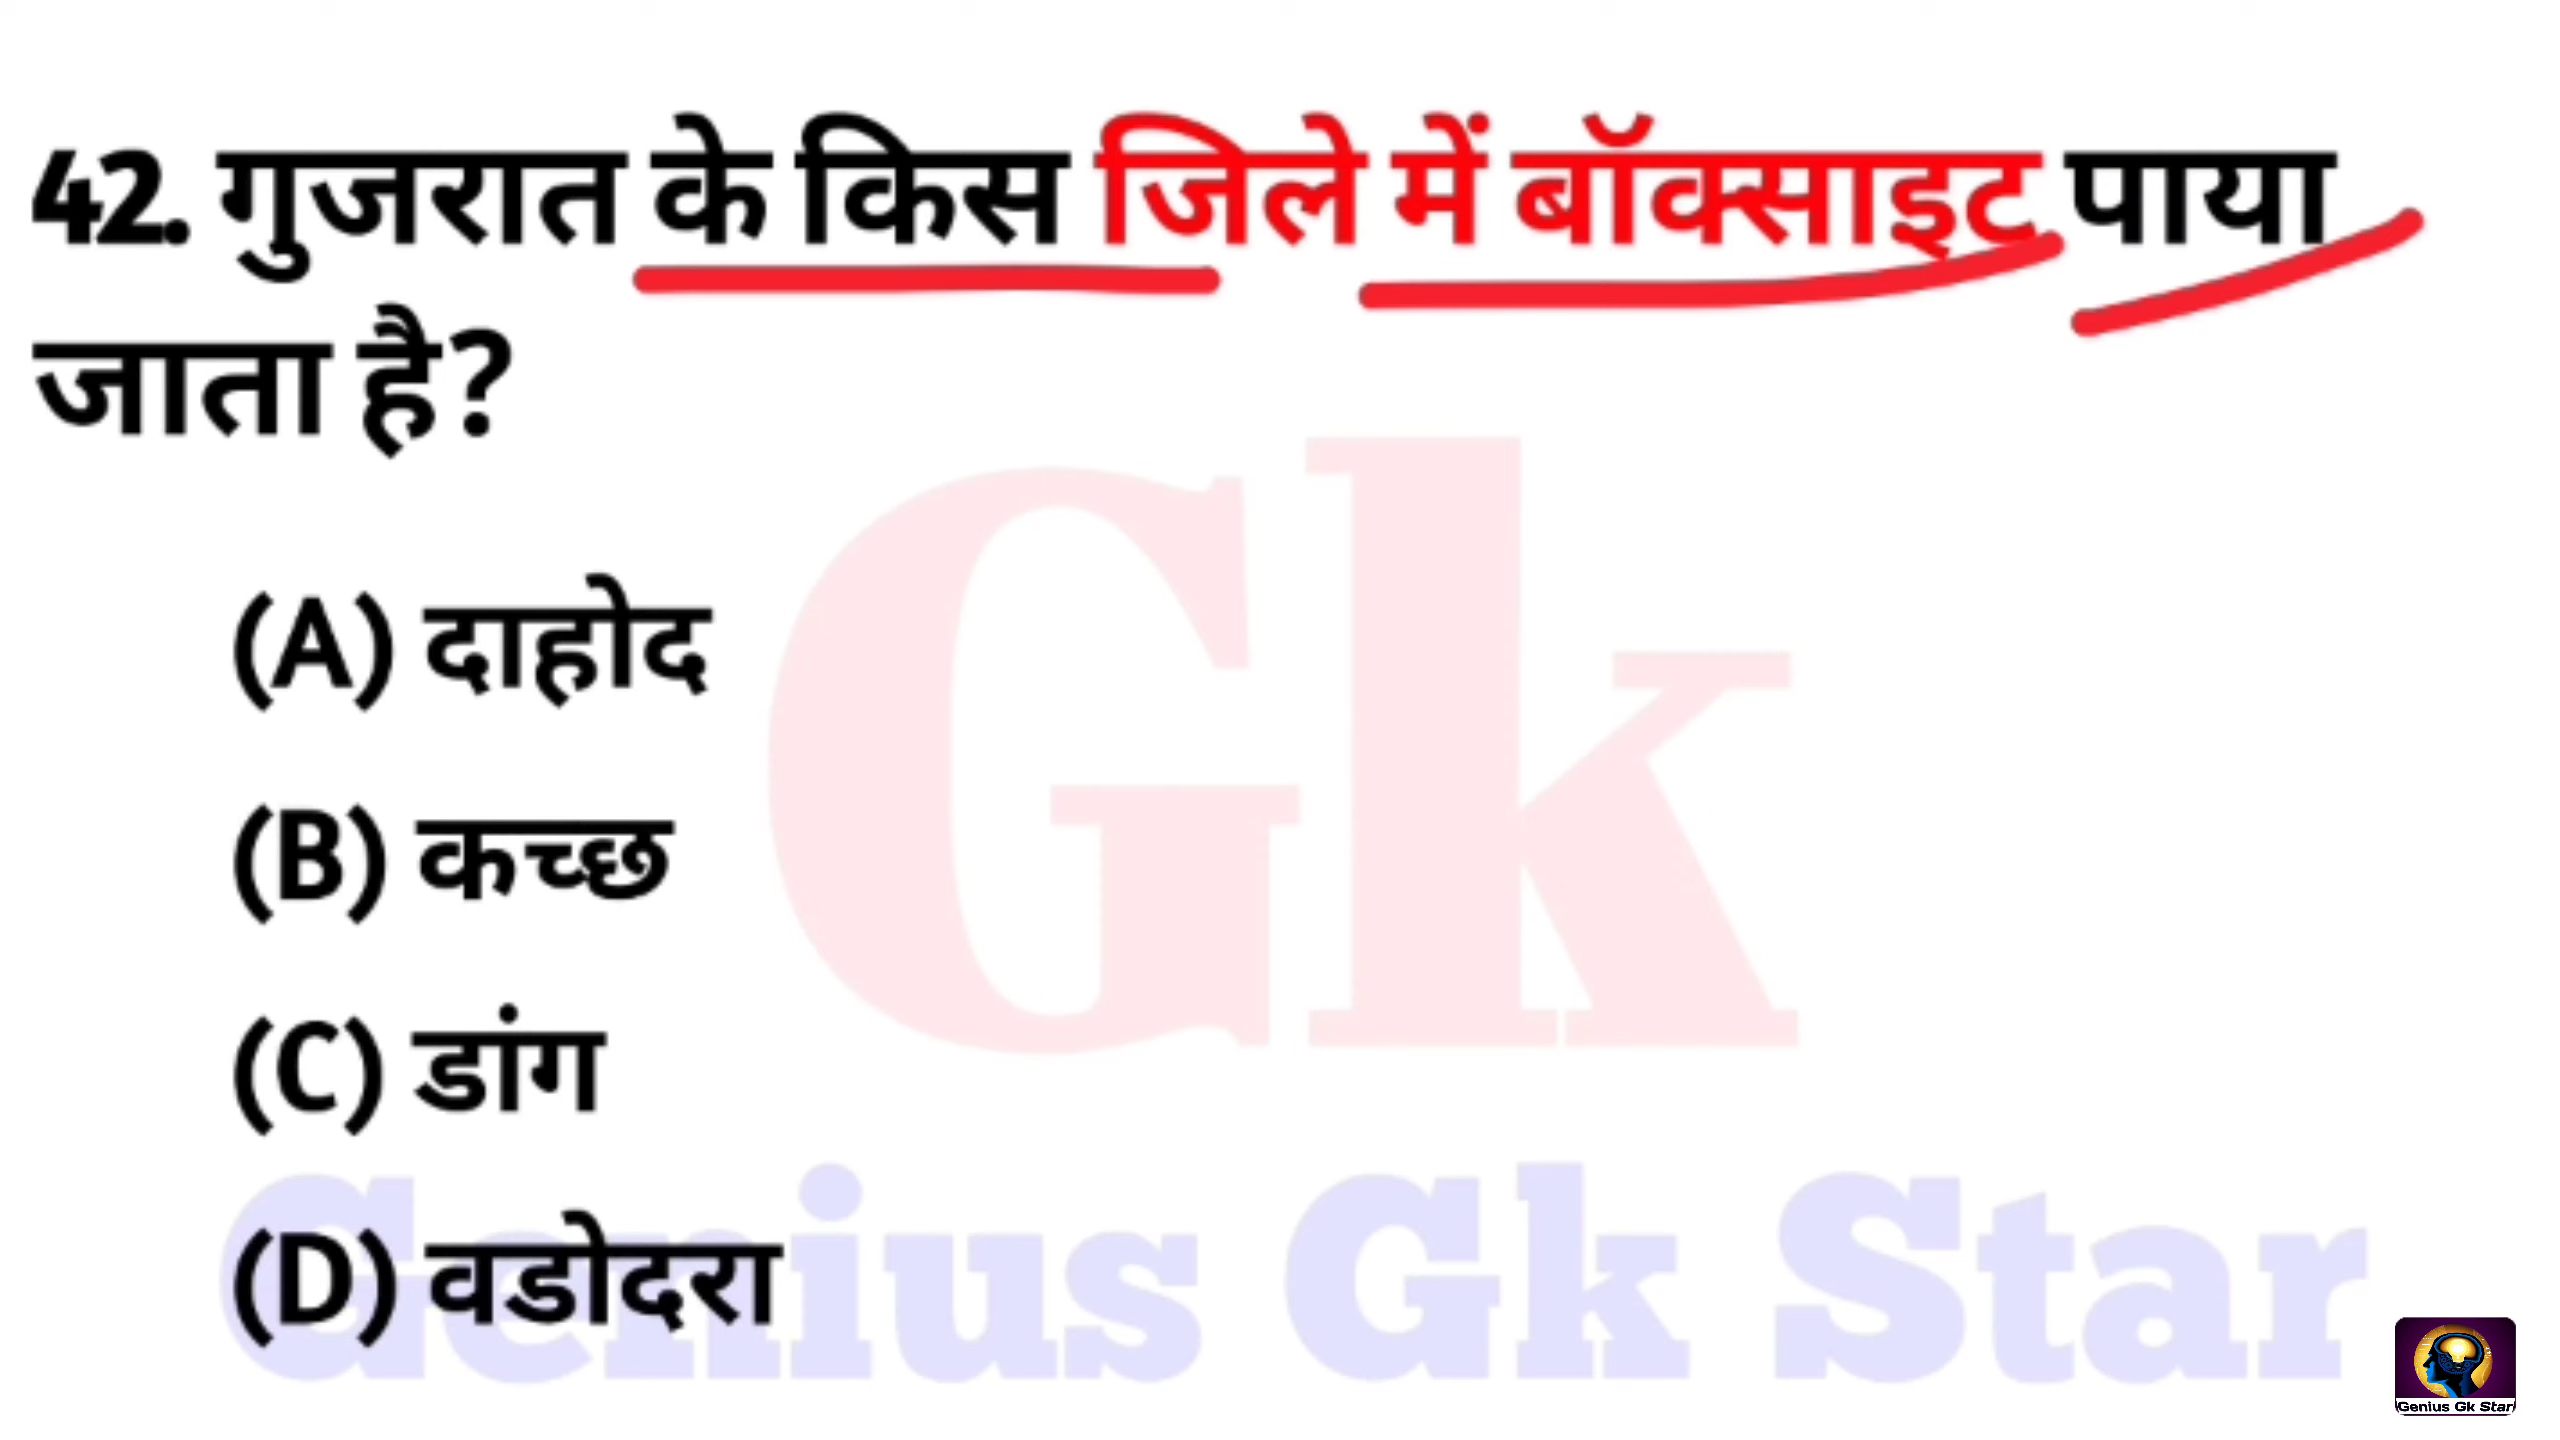 42. गुजरात के किस जिले में बॉक्साइट पाया
जाता है?
Gk
(A) दाहोद
(B) कच्छ
(C) डांग
(D) वडोदरा
Genius Gk Star
Genius Gk Star